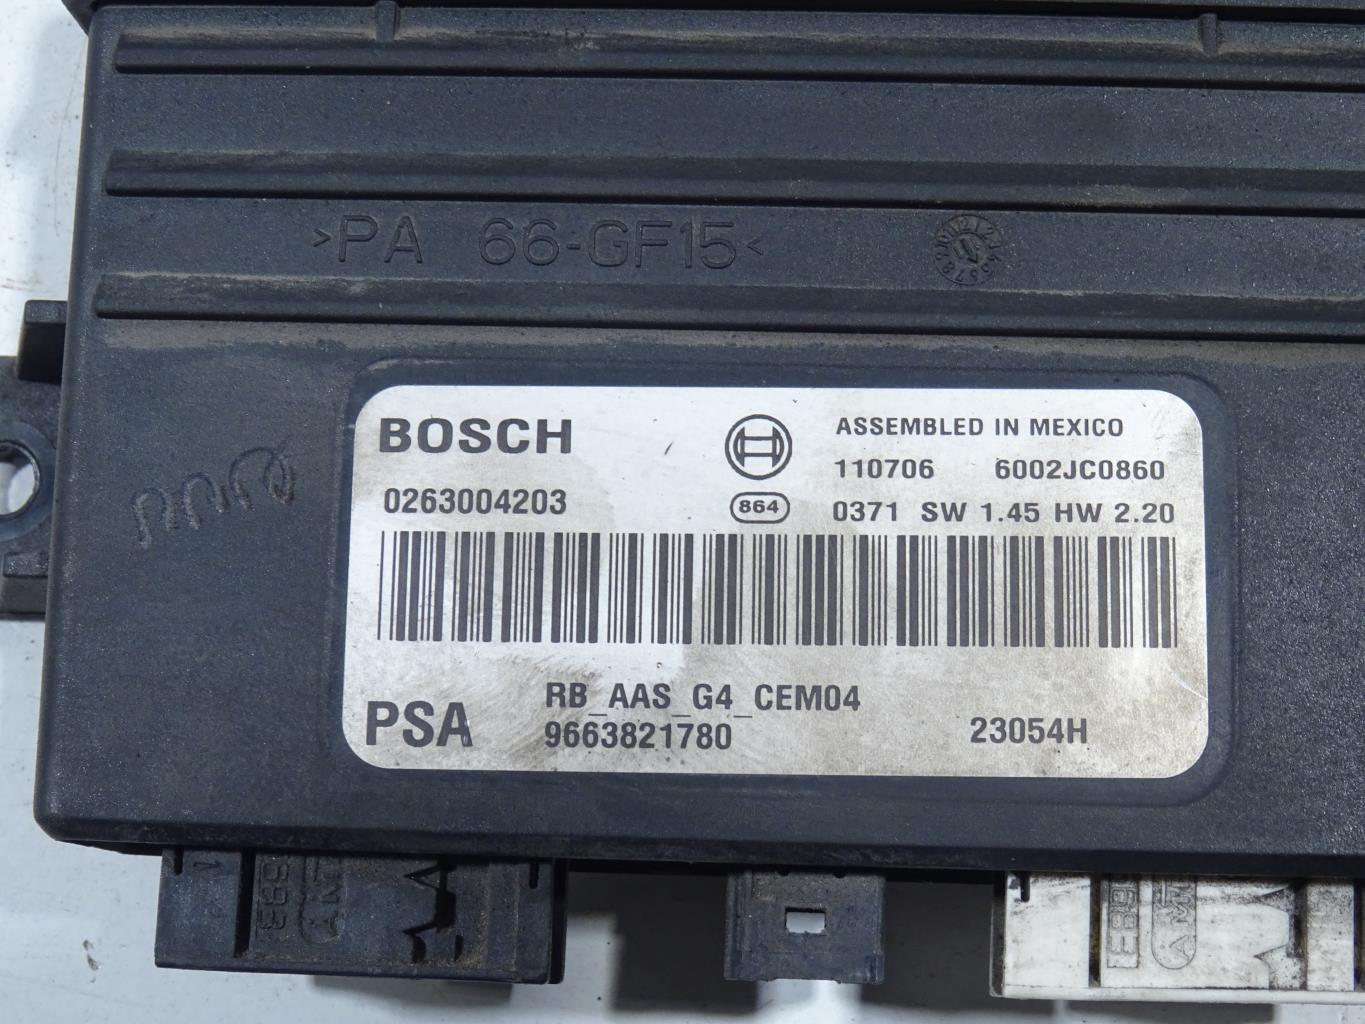 >PA 66-GF15<
BOSCH
ASSEMBLED IN MEXICO
110706 6002JC0860
0263004203
864
0371 SW 1.45 HW 2.20
RB_AAS_G4_CEM04
PSA
9663821780
23054H
1